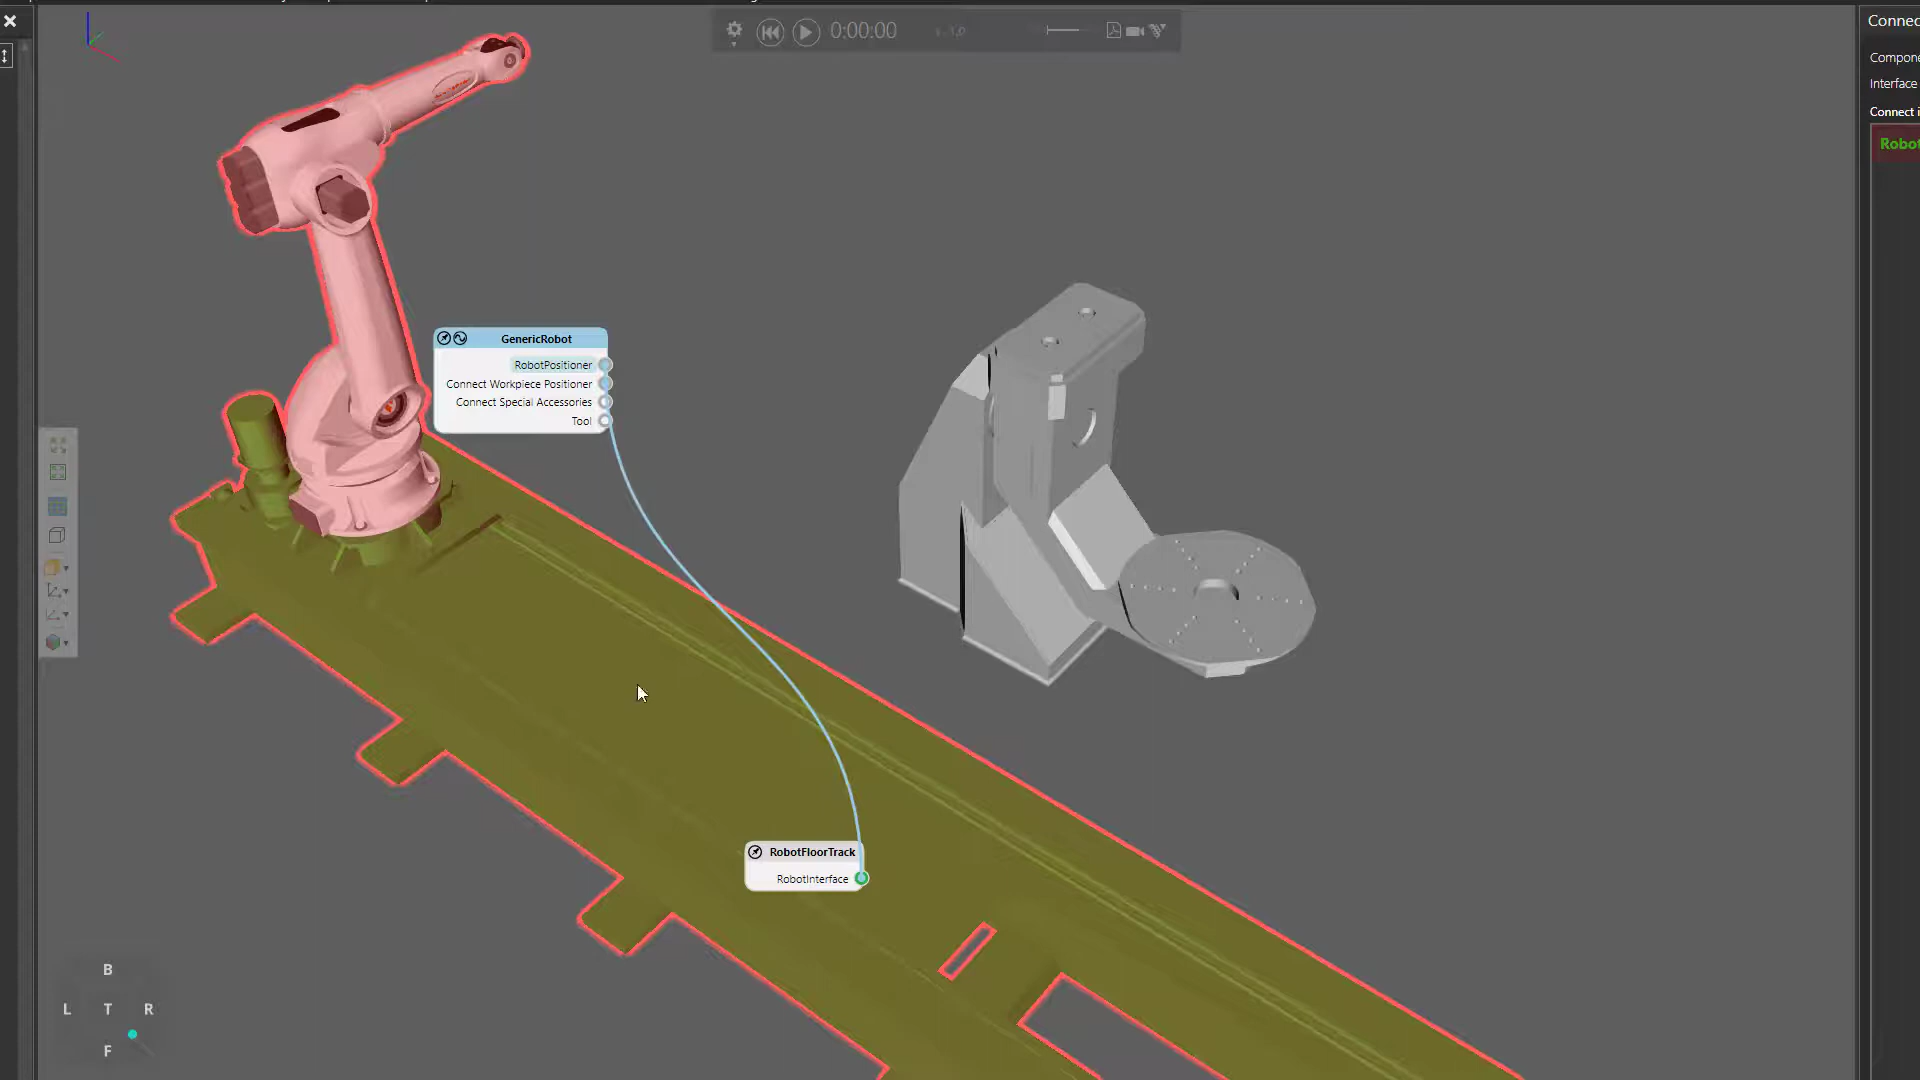 0:00:00
Connec
Compone
Interface
Connect i
Robot
GenericRobot
RobotPositioner
Connect Workpiece Positioner
Connect Special Accessories
Tool
RobotFloorTrack
RobotInterface
B
L T R
F